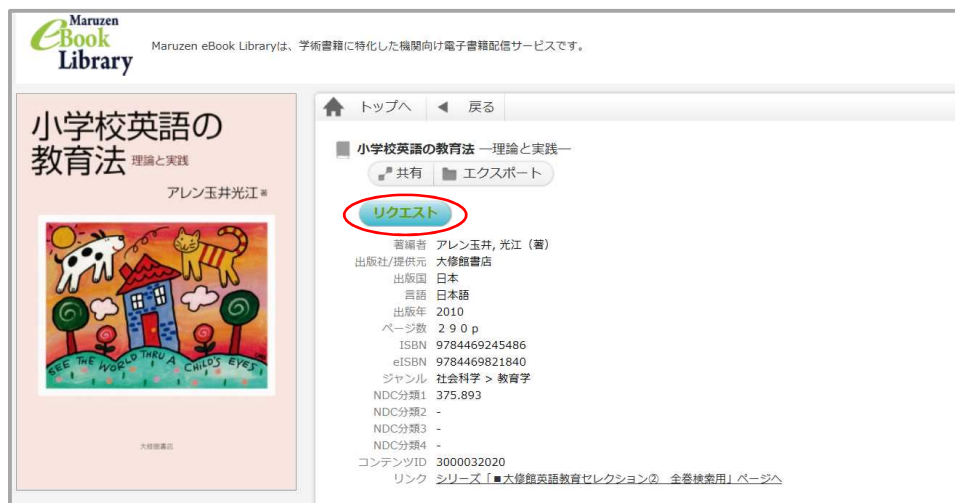 Maruzen
eBook
Library
Maruzen eBook Libraryは、学術書籍に特化した機関向け電子書籍配信サービスです。
小学校英語の
教育法 理論と実践
アレン玉井光江 著
SEE THE WORLD THRU A CHILD'S EYES
大修館書店
トップへ ◀ 戻る
小学校英語の教育法 ―理論と実践―
共有 エクスポート
リクエスト
著編者 アレン玉井, 光江（著）
出版社/提供元 大修館書店
出版国 日本
言語 日本語
出版年 2010
ページ数 ２９０ｐ
ISBN 9784469245486
eISBN 9784469821840
ジャンル 社会科学 > 教育学
NDC分類1 375.893
NDC分類2 -
NDC分類3 -
NDC分類4 -
コンテンツID 3000032020
リンク シリーズ「■大修館英語教育セレクション② 全巻検索用」ページへ